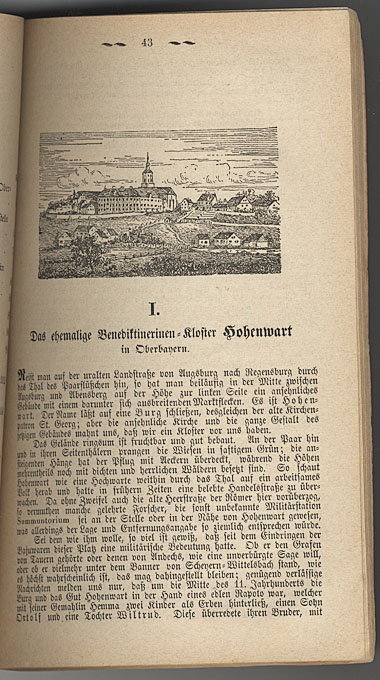 43
I.
Das ehemalige Benediktinerinen-Kloster Hohenwart
in Oberbayern.
Reist man auf der uralten Landstraße von Augsburg nach Regensburg durch
das Thal des Paarflüßchen hin, so hat man beiläufig in der Mitte zwischen
Augsburg und Abensberg auf der Höhe zur linken Seite ein ansehnliches
Gebäude mit einem darunter sich ausbreitenden Marktflecken. Es ist Hohen-
wart. Der Name läßt auf eine Burg schließen, desgleichen der alte Kirchen-
patron St. Georg; aber die ansehnliche Kirche und die ganze Gestalt des
jetzigen Gebäudes mahnt uns, daß wir ein Kloster vor uns haben.
Das Gelände ringsum ist fruchtbar und gut bebaut. An der Paar hin
und in ihren Seitenthälern prangen die Wiesen in saftigem Grün; die an-
steigenden Hänge hat der Pflug mit Aeckern überdeckt, während die Höhen
mehrentheils noch mit dichten und herrlichen Wäldern besetzt sind. So schaut
Hohenwart wie eine Hochwarte weithin durch das Thal auf ein arbeitsames
Volk herab und hatte in frühern Zeiten eine belebte Handelsstraße zu über-
wachen. Da ohne Zweifel auch die alte Heerstraße der Römer hier vorüberzog,
so vermuthen manche gelehrte Forscher, die sonst unbekannte Militärstation
Summuntorium sei an der Stelle oder in der Nähe von Hohenwart gewesen,
was allerdings der Lage und Entfernungsangabe so ziemlich entsprechen würde.
Sei dem wie ihm wolle, so viel ist gewiß, daß seit dem Eindringen der
Bajuwaren dieser Platz eine militärische Bedeutung hatte. Ob er den Grafen
von Tauern gehörte oder denen von Andechs, wie eine unverbürgte Sage will,
oder ob er vielmehr unter dem Banner von Scheyern-Wittelsbach stand, wie
es höchst wahrscheinlich ist, das mag dahingestellt bleiben; genügend verlässige
Nachrichten melden uns nur, daß um die Mitte des 11. Jahrhunderts die
Burg und das Gut Hohenwart in der Hand eines edlen Rapolo war, welcher
mit seiner Gemahlin Hemma zwei Kinder als Erben hinterließ, einen Sohn
Ortolf und eine Tochter Wiltrud. Diese überredete ihren Bruder, mit